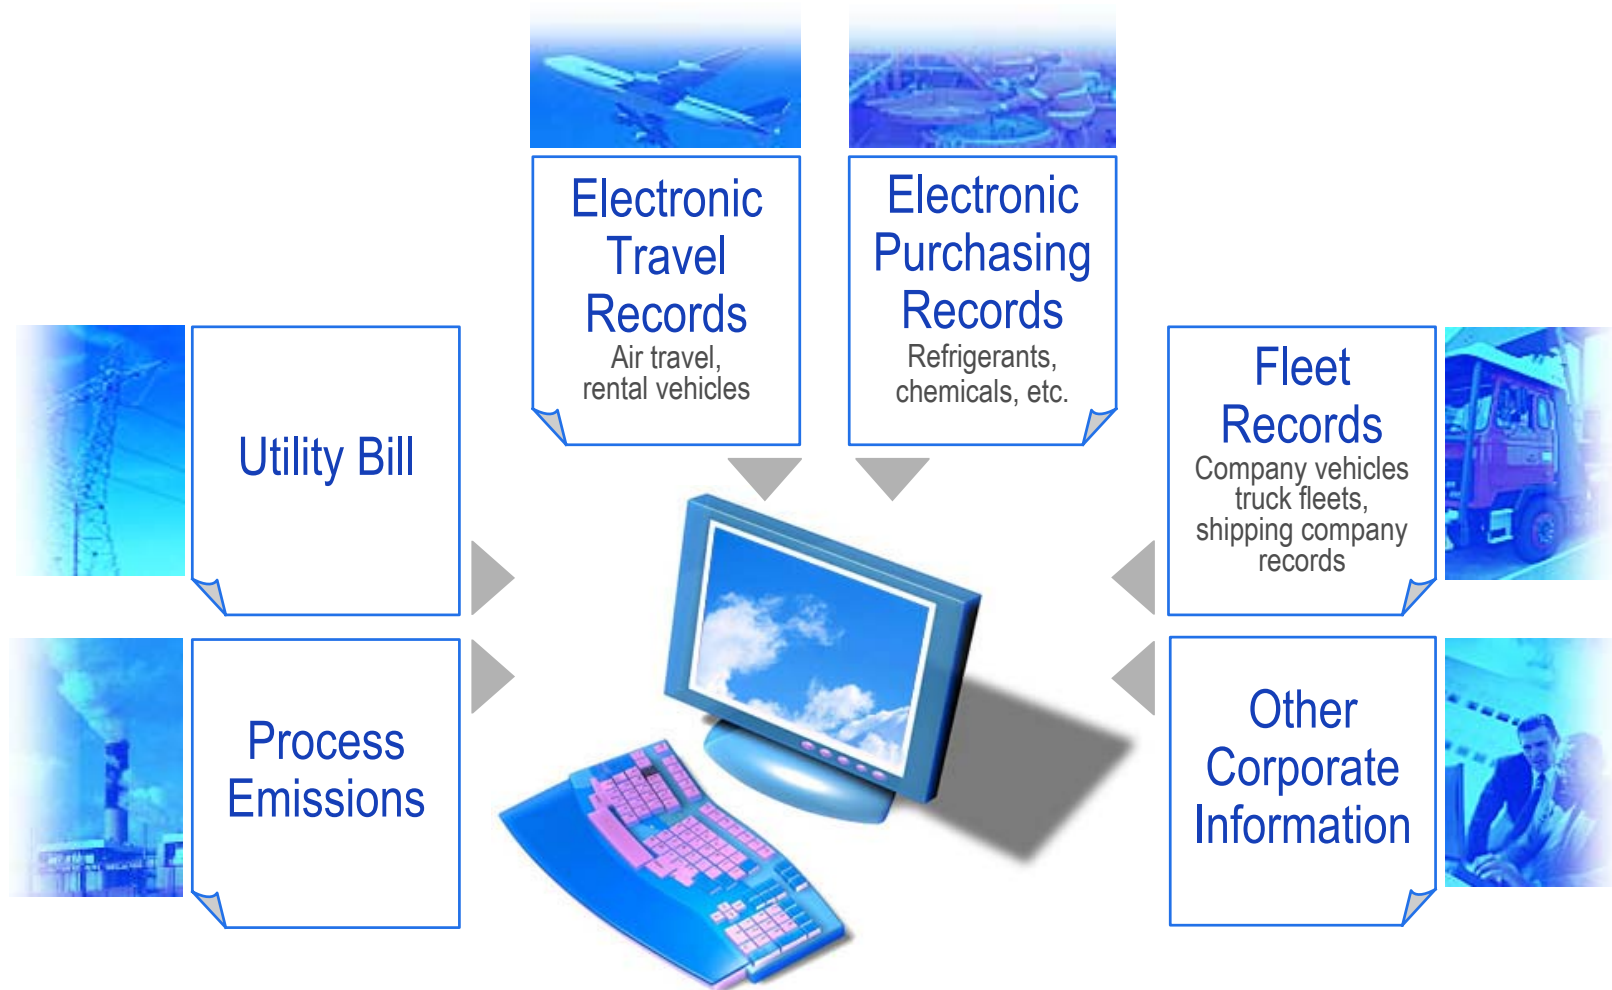 Electronic
Travel
Records
Air travel,
rental vehicles
Electronic
Purchasing
Records
Refrigerants,
chemicals, etc.
Utility Bill
Fleet
Records
Company vehicles
truck fleets,
shipping company
records
Process
Emissions
Other
Corporate
Information